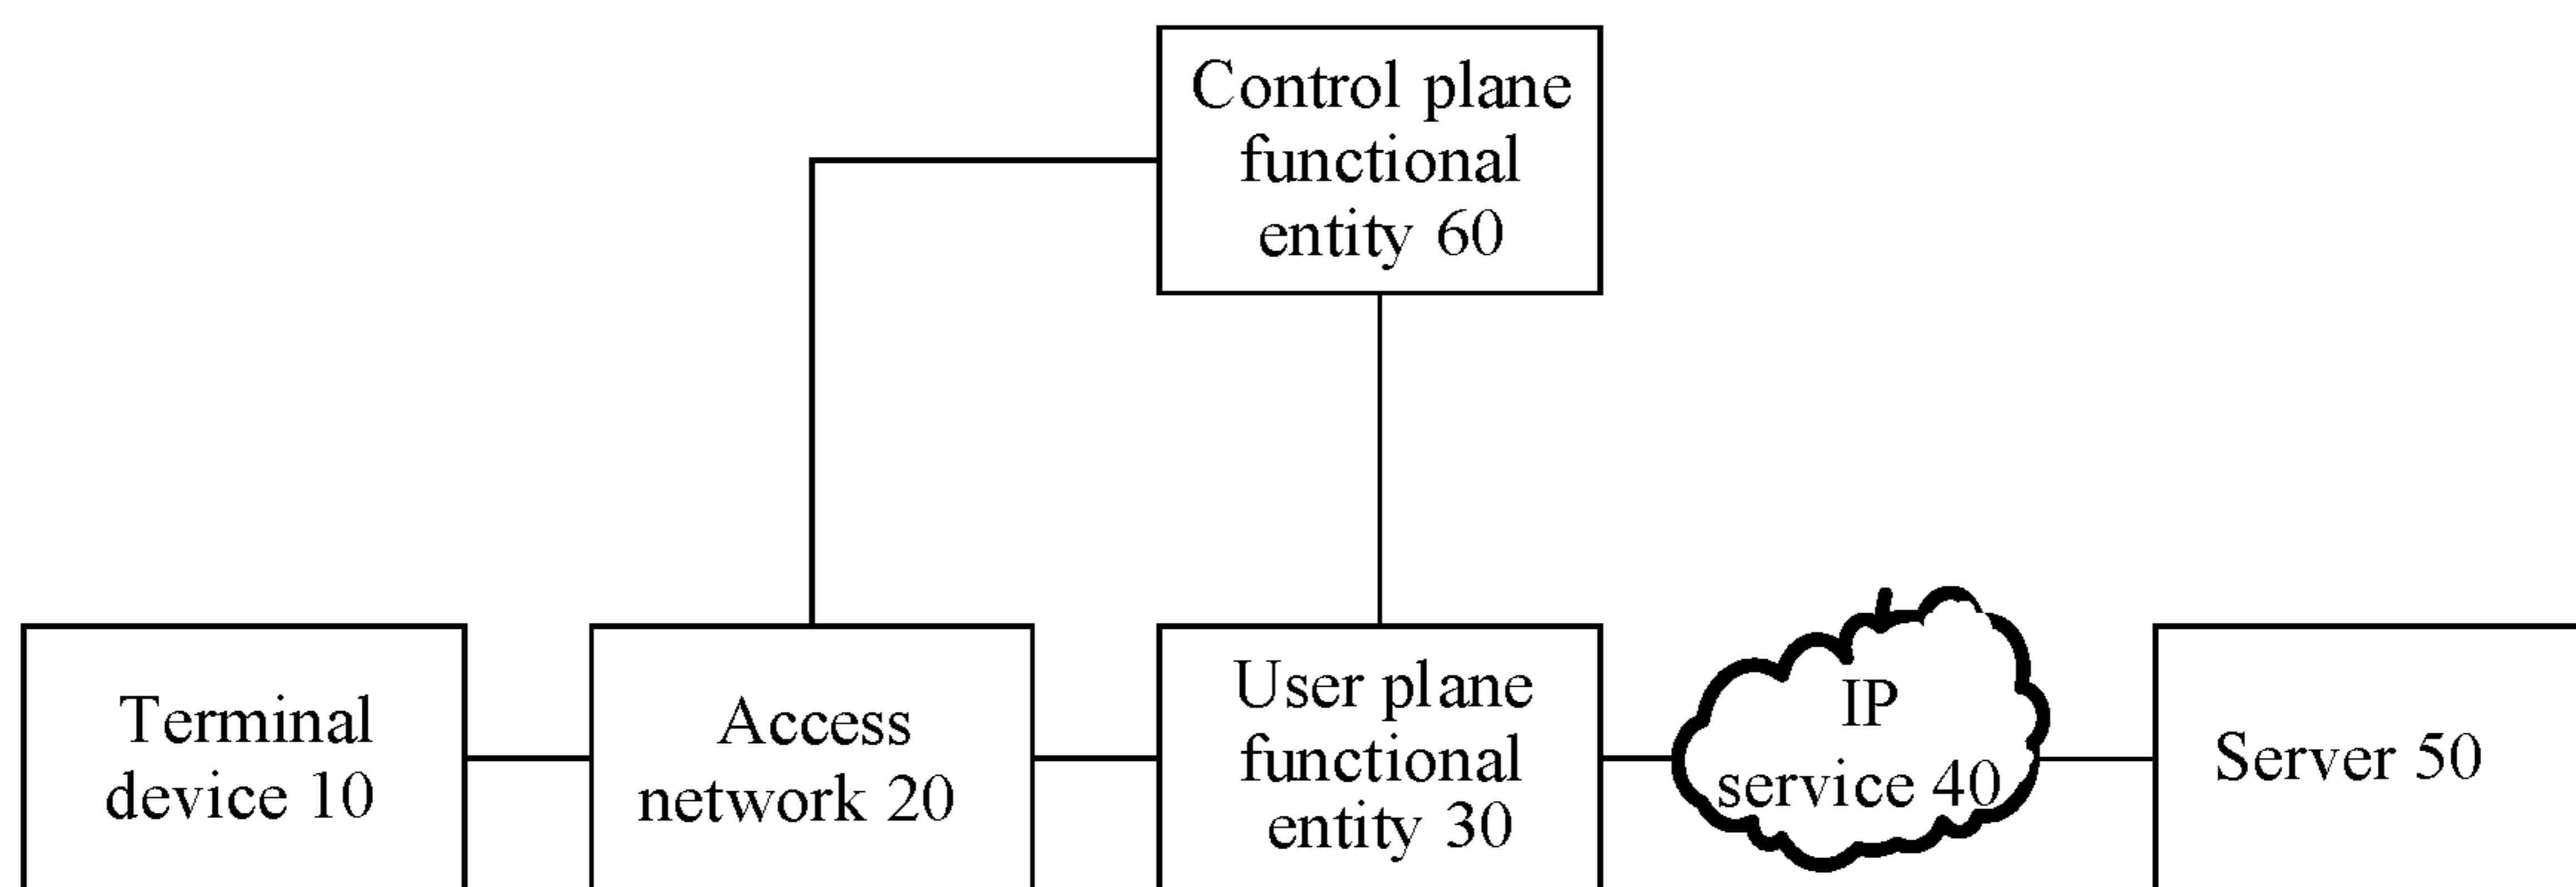 Control plane
functional
entity 60
Terminal
device 10
Access
network 20
User plane
functional
entity 30
IP
service 40
Server 50